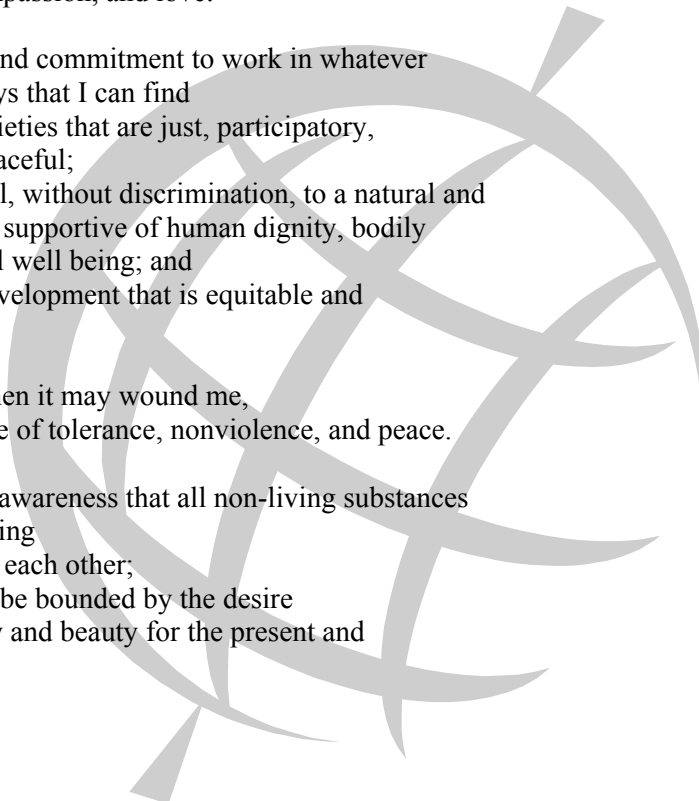 passion, and love.
nd commitment to work in whatever
ys that I can find
ieties that are just, participatory,
aceful;
l, without discrimination, to a natural and
supportive of human dignity, bodily
l well being; and
velopment that is equitable and
hen it may wound me,
e of tolerance, nonviolence, and peace.
awareness that all non-living substances
ing
each other;
be bounded by the desire
y and beauty for the present and